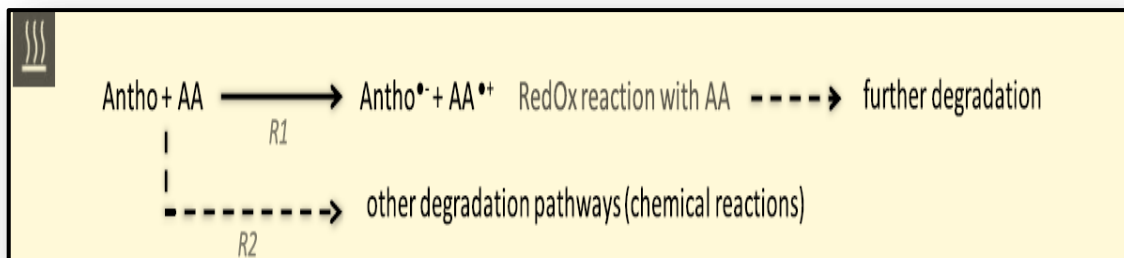 Antho + AA Antho•- + AA•+ RedOx reaction with AA further degradation
R1
other degradation pathways (chemical reactions)
R2